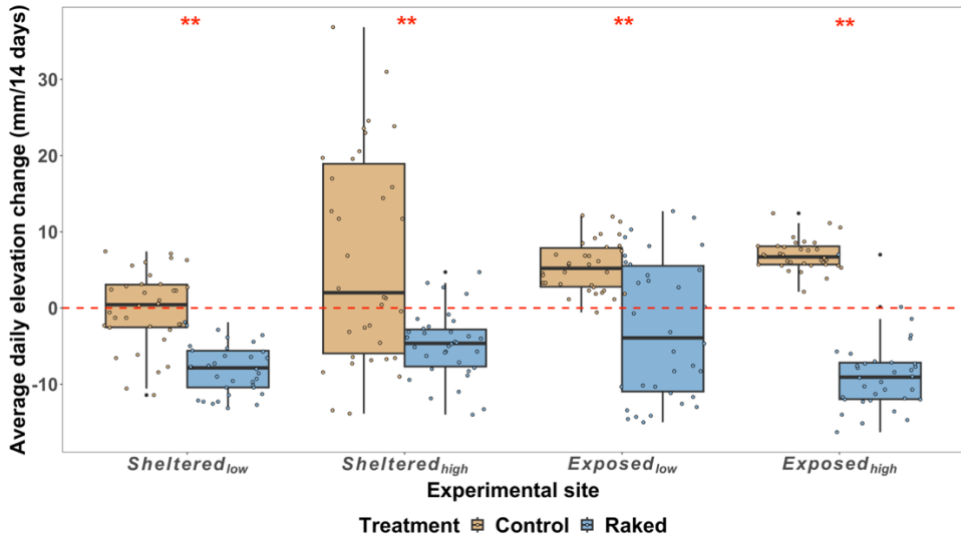 ** ** ** **
Average daily elevation change (mm/14 days)
30
20
10
0
-10
Sheltered_low Sheltered_high Exposed_low Exposed_high
Experimental site
Treatment Control Raked